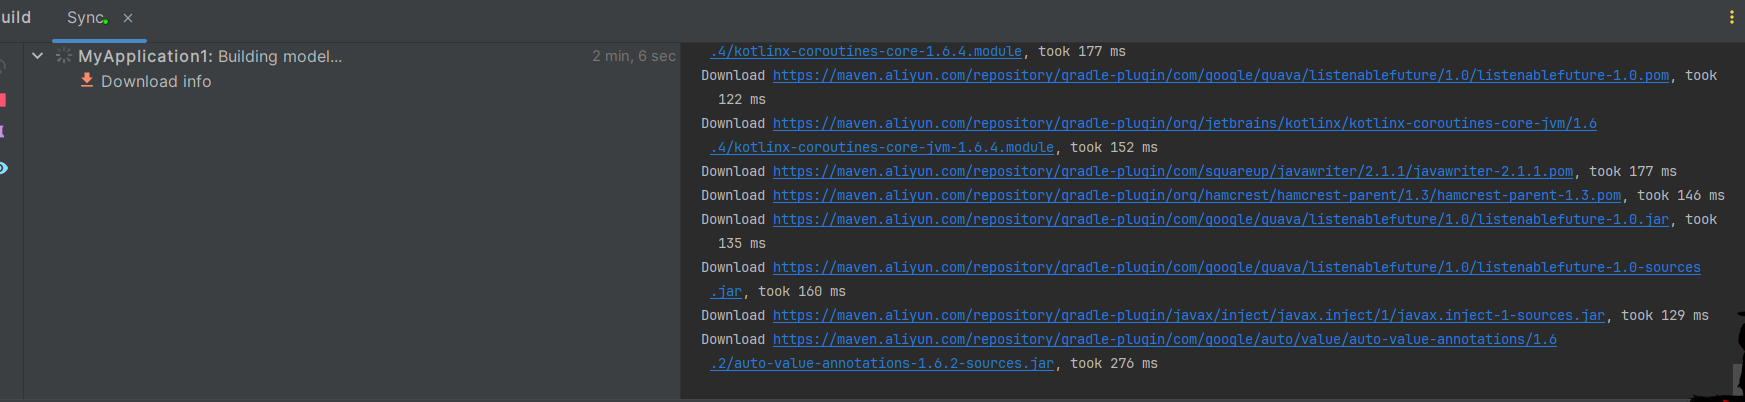 uild
Sync
MyApplication1: Building model... 2 min, 6 sec
Download info
.4/kotlinx-coroutines-core-1.6.4.module, took 177 ms
Download https://maven.aliyun.com/repository/gradle-plugin/com/google/guava/listenablefuture/1.0/listenablefuture-1.0.pom, took
122 ms
Download https://maven.aliyun.com/repository/gradle-plugin/org/jetbrains/kotlinx/kotlinx-coroutines-core-jvm/1.6
.4/kotlinx-coroutines-core-jvm-1.6.4.module, took 152 ms
Download https://maven.aliyun.com/repository/gradle-plugin/com/squareup/javawriter/2.1.1/javawriter-2.1.1.pom, took 177 ms
Download https://maven.aliyun.com/repository/gradle-plugin/org/hamcrest/hamcrest-parent/1.3/hamcrest-parent-1.3.pom, took 146 ms
Download https://maven.aliyun.com/repository/gradle-plugin/com/google/guava/listenablefuture/1.0/listenablefuture-1.0.jar, took
135 ms
Download https://maven.aliyun.com/repository/gradle-plugin/com/google/guava/listenablefuture/1.0/listenablefuture-1.0-sources
.jar, took 160 ms
Download https://maven.aliyun.com/repository/gradle-plugin/javax/inject/javax.inject/1/javax.inject-1-sources.jar, took 129 ms
Download https://maven.aliyun.com/repository/gradle-plugin/com/google/auto/value/auto-value-annotations/1.6
.2/auto-value-annotations-1.6.2-sources.jar, took 276 ms